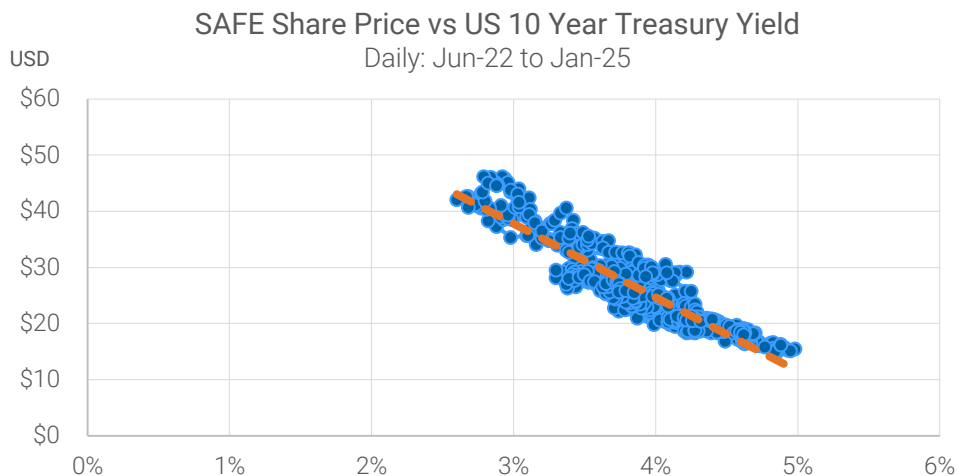 SAFE Share Price vs US 10 Year Treasury Yield
USD
Daily: Jun-22 to Jan-25
$60
$50
$40
$30
$20
$10
$0
0% 1% 2% 3% 4% 5% 6%